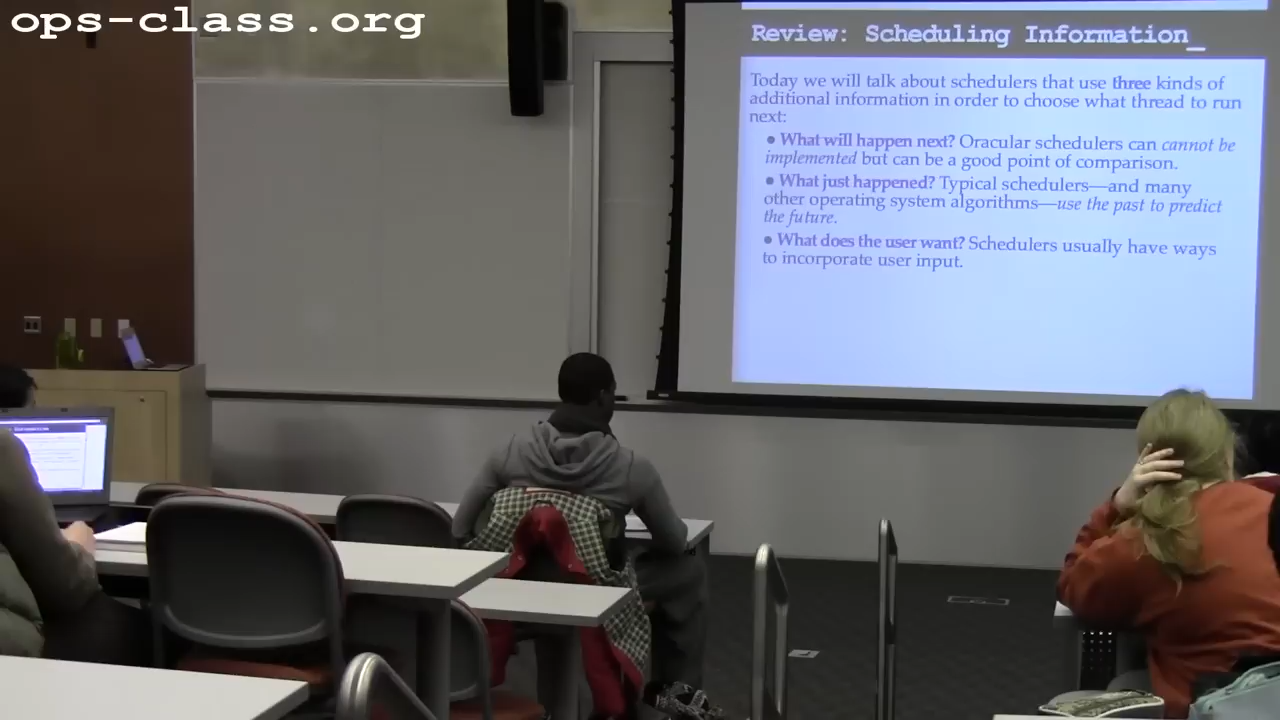 ops-class.org
Review: Scheduling Information_
Today we will talk about schedulers that use three kinds of
additional information in order to choose what thread to run
next:
• What will happen next? Oracular schedulers can cannot be
implemented but can be a good point of comparison.
• What just happened? Typical schedulers—and many
other operating system algorithms—use the past to predict
the future.
• What does the user want? Schedulers usually have ways
to incorporate user input.